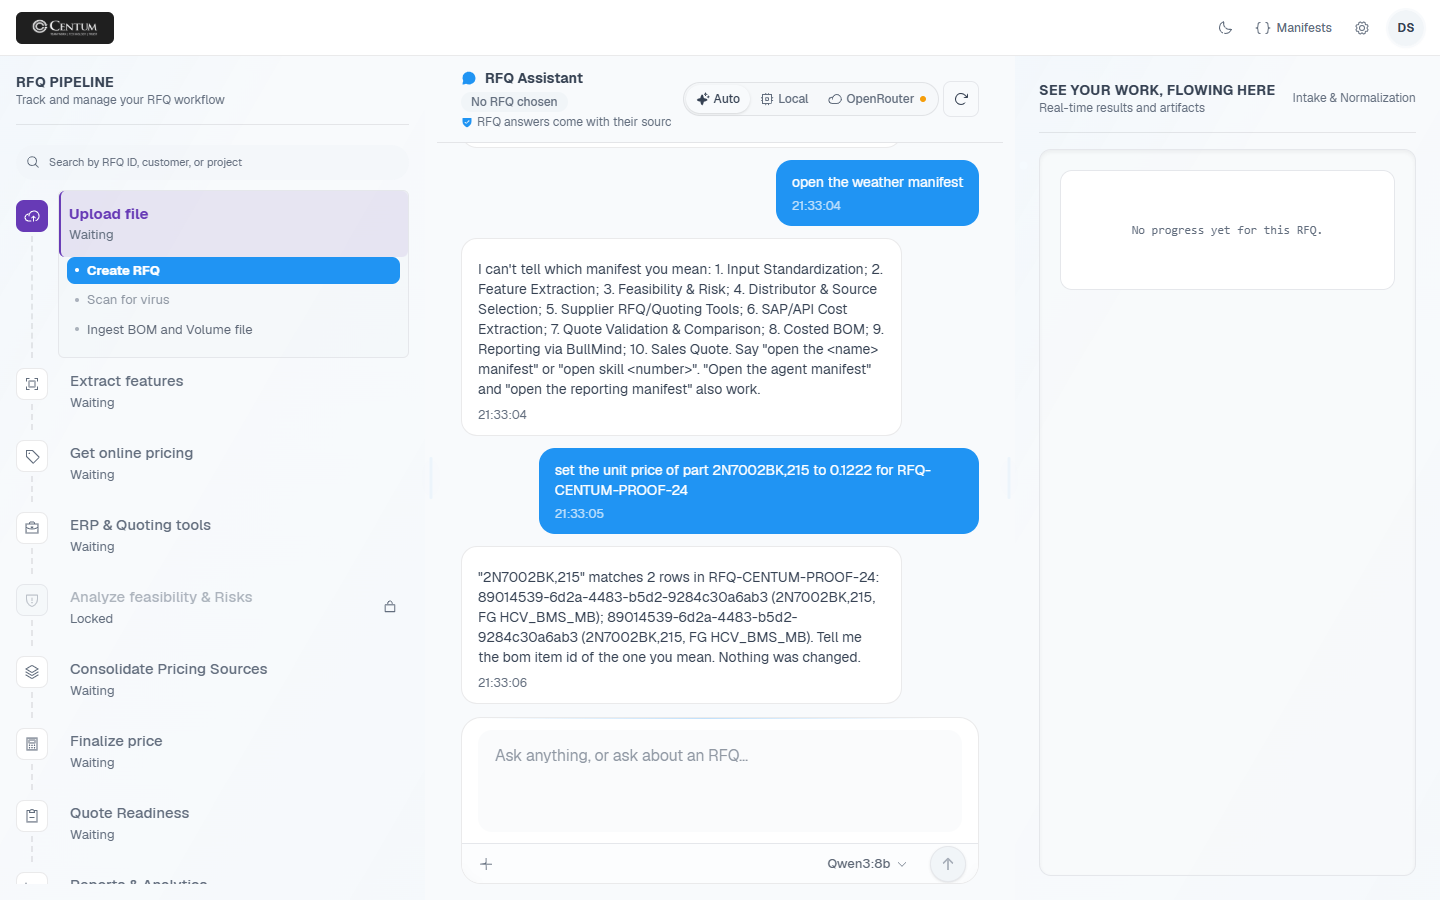 CENTUM
Manifests
DS
RFQ PIPELINE
Track and manage your RFQ workflow
Search by RFQ ID, customer, or project
Upload file
Waiting
Create RFQ
Scan for virus
Ingest BOM and Volume file
Extract features
Waiting
Get online pricing
Waiting
ERP & Quoting tools
Waiting
Analyze feasibility & Risks
Locked
Consolidate Pricing Sources
Waiting
Finalize price
Waiting
Quote Readiness
Waiting
Reports & Analytics
RFQ Assistant
No RFQ chosen
RFQ answers come with their sourc
Auto
Local
OpenRouter
open the weather manifest
21:33:04
I can't tell which manifest you mean: 1. Input Standardization; 2.
Feature Extraction; 3. Feasibility & Risk; 4. Distributor & Source
Selection; 5. Supplier RFQ/Quoting Tools; 6. SAP/API Cost
Extraction; 7. Quote Validation & Comparison; 8. Costed BOM; 9.
Reporting via BullMind; 10. Sales Quote. Say "open the <name>
manifest" or "open skill <number>". "Open the agent manifest"
and "open the reporting manifest" also work.
21:33:04
set the unit price of part 2N7002BK,215 to 0.1222 for RFQ-
CENTUM-PROOF-24
21:33:05
"2N7002BK,215" matches 2 rows in RFQ-CENTUM-PROOF-24:
89014539-6d2a-4483-b5d2-9284c30a6ab3 (2N7002BK,215,
FG HCV_BMS_MB); 89014539-6d2a-4483-b5d2-
9284c30a6ab3 (2N7002BK,215, FG HCV_BMS_MB). Tell me
the bom item id of the one you mean. Nothing was changed.
21:33:06
Ask anything, or ask about an RFQ...
Qwen3:8b
SEE YOUR WORK, FLOWING HERE
Real-time results and artifacts
Intake & Normalization
No progress yet for this RFQ.